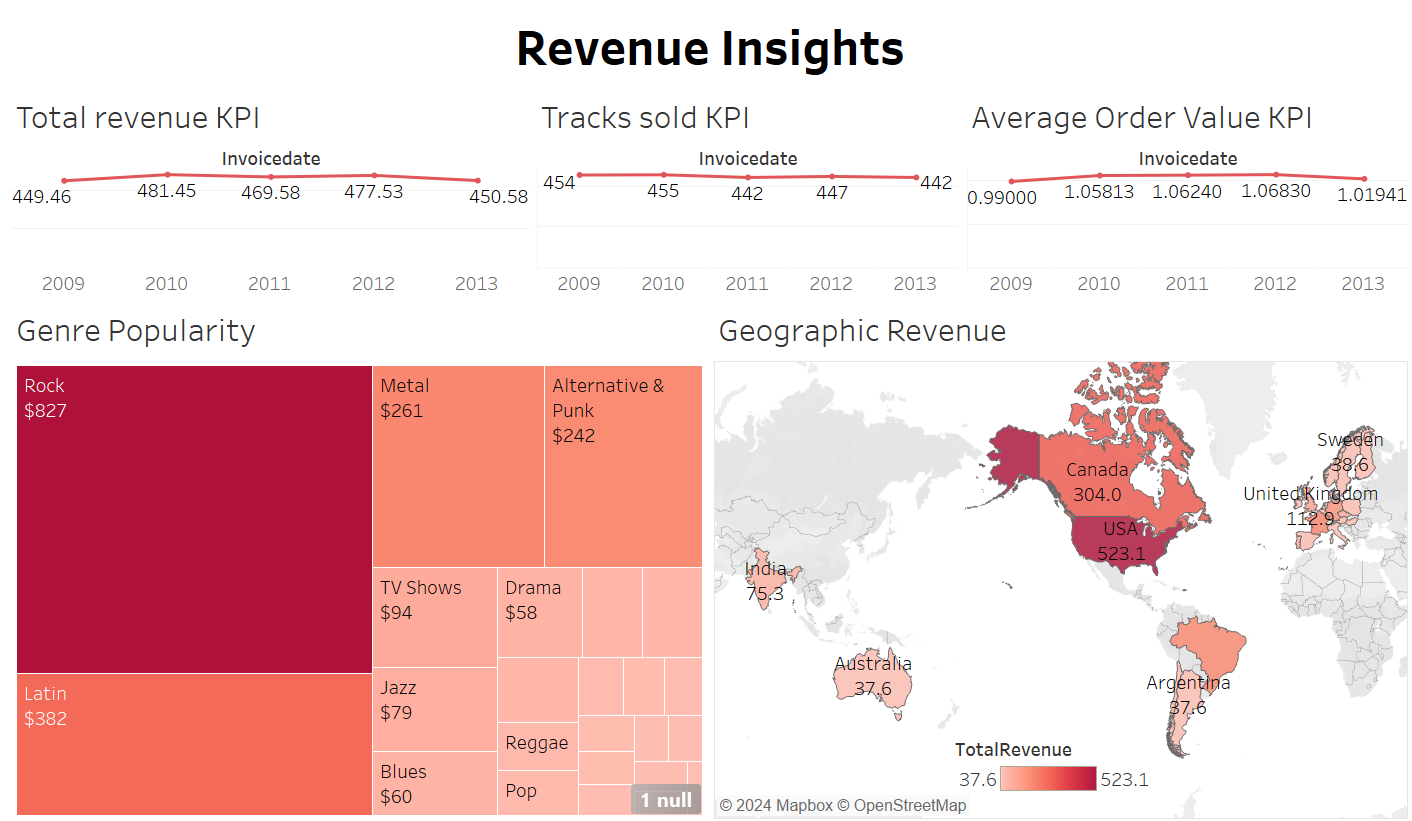 Revenue Insights
Total revenue KPI
Invoicedate
449.46
481.45
469.58
477.53
450.58
2009
2010
2011
2012
2013
Tracks sold KPI
Invoicedate
454
455
442
447
442
2009
2010
2011
2012
2013
Average Order Value KPI
Invoicedate
0.99000
1.05813
1.06240
1.06830
1.01941
2009
2010
2011
2012
2013
Genre Popularity
Rock
$827
Latin
$382
Metal
$261
Alternative &
Punk
$242
TV Shows
$94
Drama
$58
Jazz
$79
Blues
$60
Reggae
Pop
1 null
Geographic Revenue
Canada
304.0
USA
523.1
Sweden
38.6
United Kingdom
112.9
India
75.3
Australia
37.6
Argentina
37.6
TotalRevenue
37.6
523.1
© 2024 Mapbox © OpenStreetMap